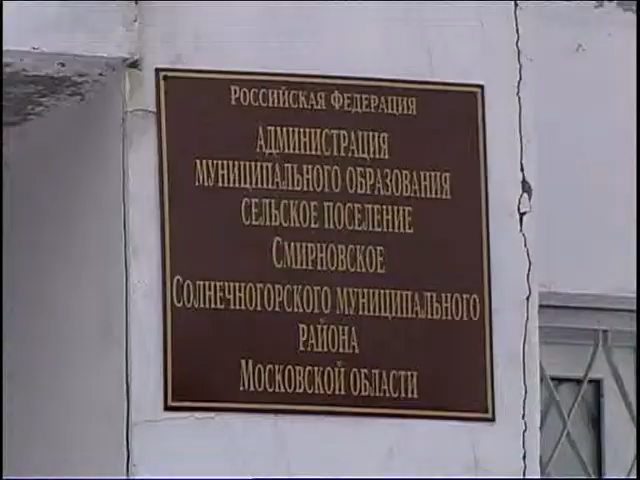 Российская Федерация
Администрация
муниципального образования
сельское поселение
Смирновское
Солнечногорского муниципального
района
Московской области